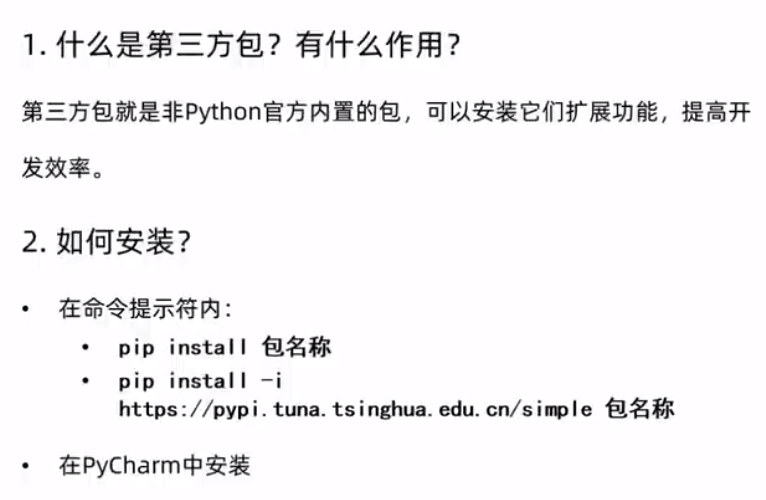 1. 什么是第三方包？有什么作用？
第三方包就是非Python官方内置的包，可以安装它们扩展功能，提高开
发效率。
2. 如何安装？
• 在命令提示符内：
• pip install 包名称
• pip install -i
https://pypi.tuna.tsinghua.edu.cn/simple 包名称
• 在PyCharm中安装